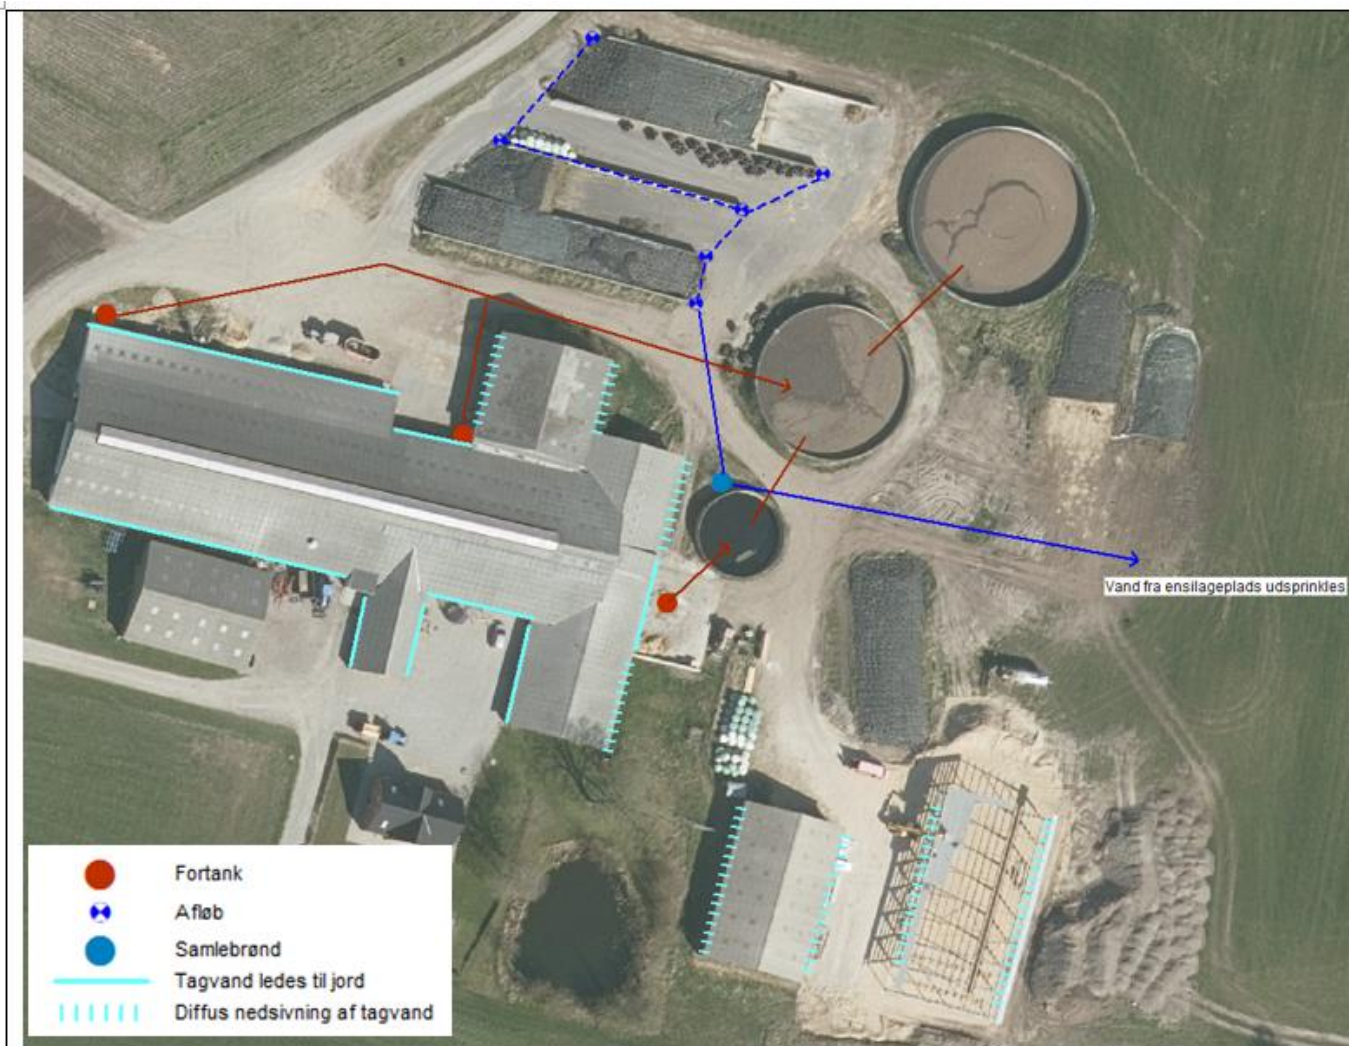 Vand fra ensilageplads udsprinkles
Fortank
Afløb
Samlebrønd
Tagvand ledes til jord
Diffus nedsivning af tagvand